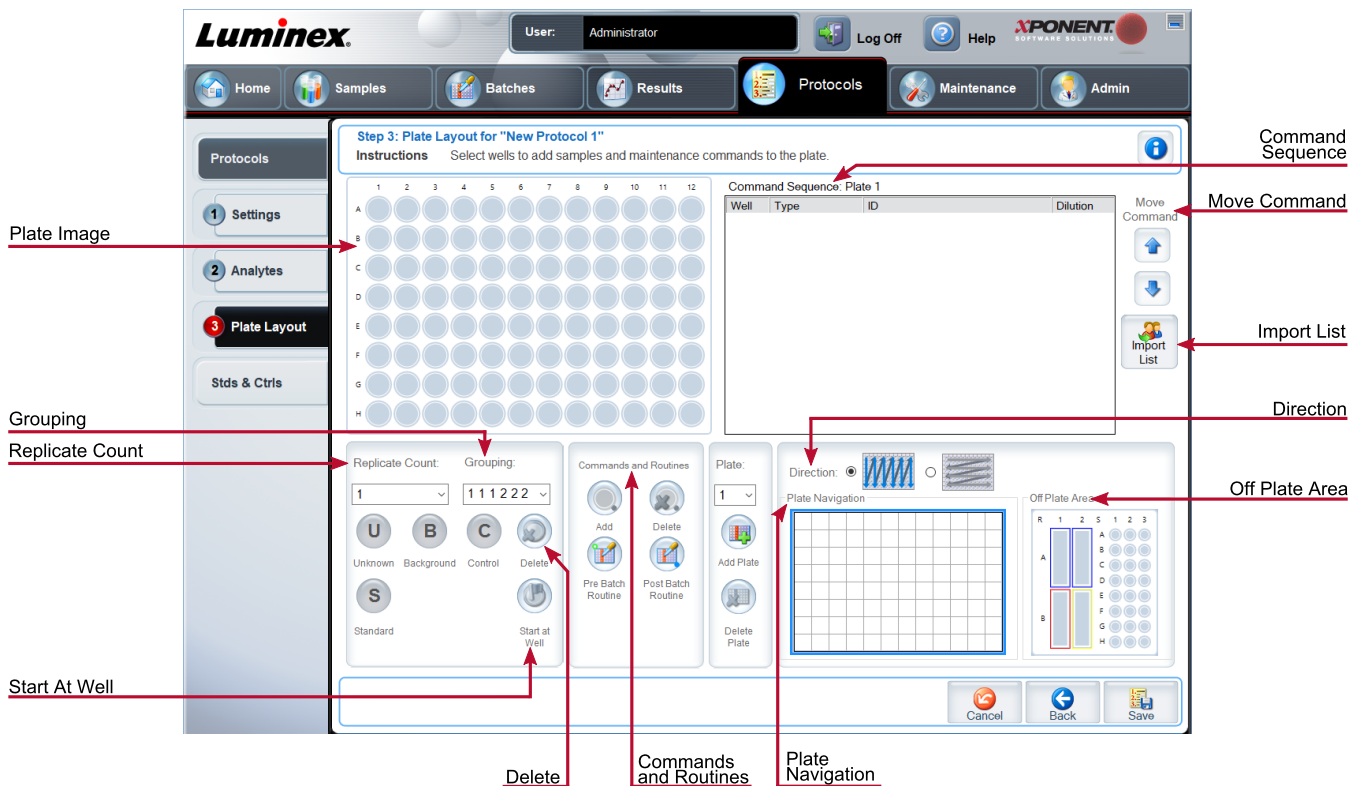 Luminex.
User:
Administrator
Log Off
Help
XPONENT.
SOFTWARE SOLUTIONS
Home
Samples
Batches
Results
Protocols
Maintenance
Admin
Protocols
1 Settings
2 Analytes
3 Plate Layout
Stds & Ctrls
Step 3: Plate Layout for "New Protocol 1"
Instructions Select wells to add samples and maintenance commands to the plate.
1 2 3 4 5 6 7 8 9 10 11 12
A
B
C
D
E
F
G
H
Command Sequence: Plate 1
Well Type ID Dilution
Move
Command
Import
List
Replicate Count:
Grouping:
1
1 1 1 2 2 2
U
B
C
Unknown
Background
Control
Delete
S
Standard
Start at
Well
Commands and Routines
Add
Delete
Pre Batch
Routine
Post Batch
Routine
Plate:
1
Add Plate
Delete
Plate
Direction:
Plate Navigation
Off Plate Area
R 1 2 S 1 2 3
A
B
A
B
C
D
E
F
G
H
Cancel
Back
Save
Plate Image
Grouping
Replicate Count
Start At Well
Delete
Commands
and Routines
Plate
Navigation
Command
Sequence
Move Command
Import List
Direction
Off Plate Area